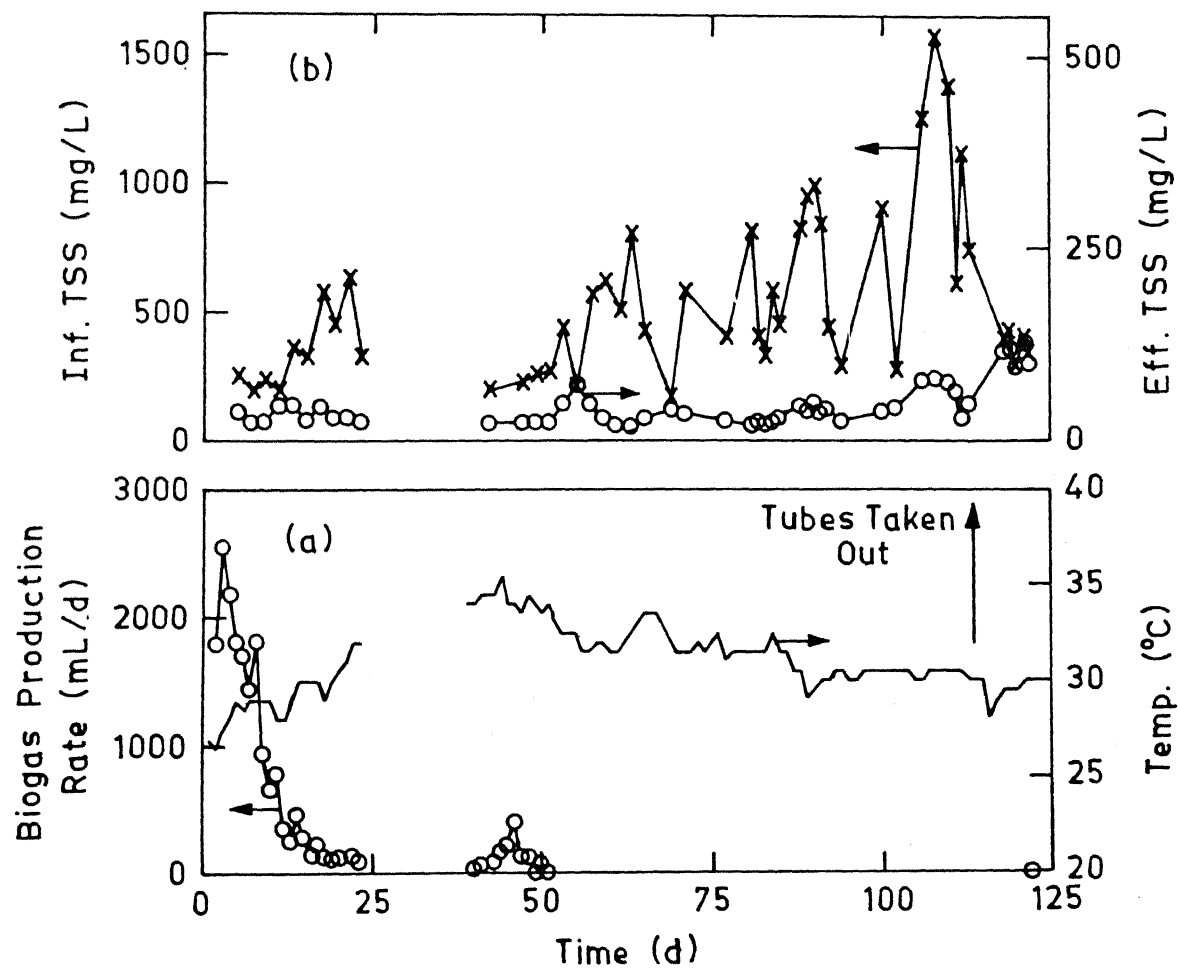 (b)
1500
1000
500
0
Inf. TSS (mg/L)
500
250
0
Eff. TSS (mg/L)
(a)
3000
2000
1000
0
Biogas Production
Rate (mL/d)
Tubes Taken
Out
40
35
30
25
20
Temp. (°C)
0
25
50
75
100
125
Time (d)